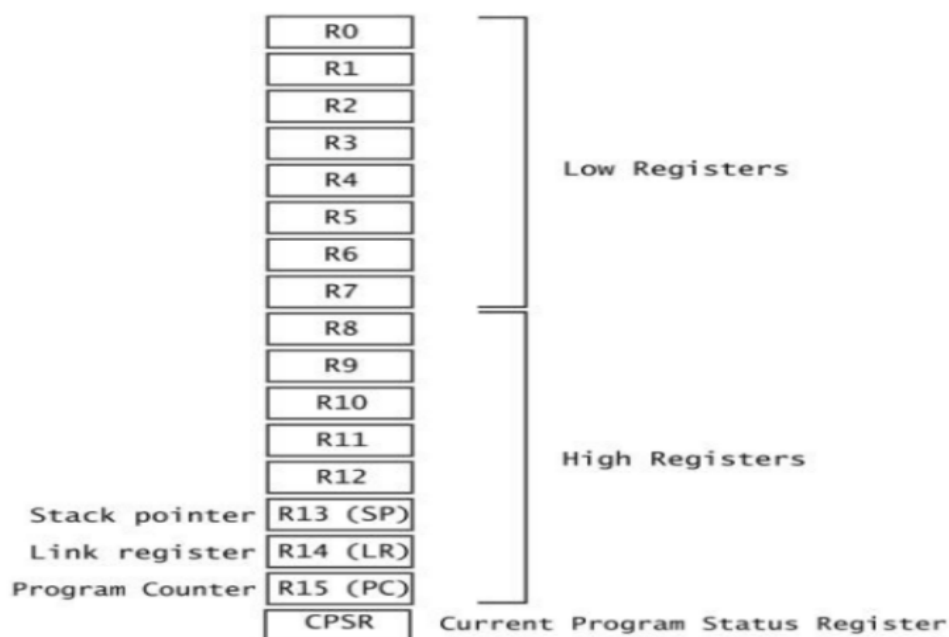 R0
R1
R2
R3
Low Registers
R4
R5
R6
R7
R8
R9
R10
R11
High Registers
R12
Stack pointer R13 (SP)
Link register R14 (LR)
Program Counter R15 (PC)
CPSR Current Program Status Register